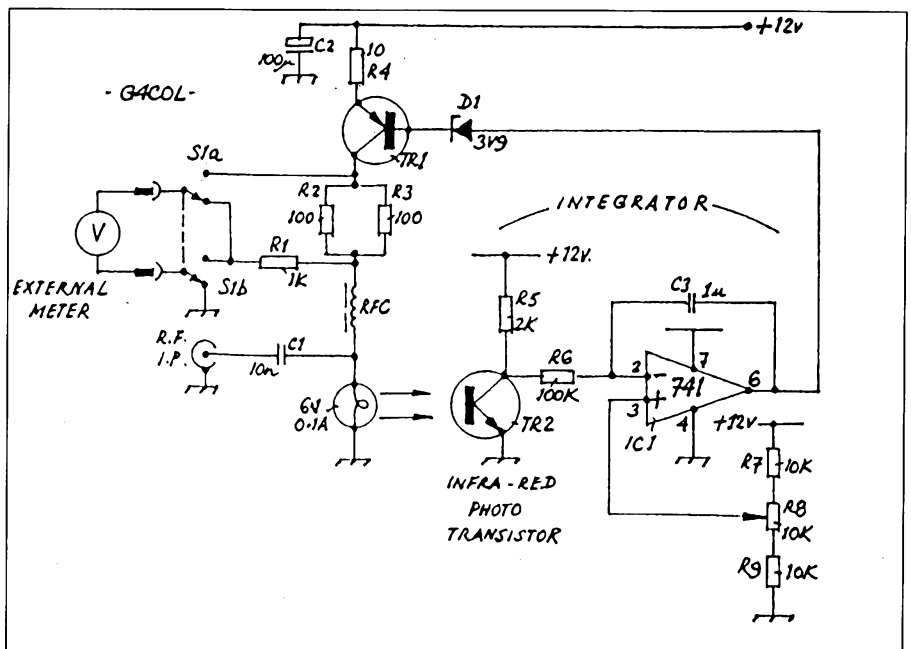 +12v
C2
100µ
10
R4
- G4COL -
D1
3V9
TR1
S1a
R2
R3
100
100
INTEGRATOR
V
R1
1K
+12v.
C3
1u
EXTERNAL
METER
S1b
RFC
R5
2K
R.F.
I.P.
C1
10n
R6
100K
2
-
7
741
6
3
+
4
IC1
6V
0.1A
TR2
+12v
R7
10K
INFRA-RED
PHOTO
TRANSISTOR
R8
10K
R9
10K